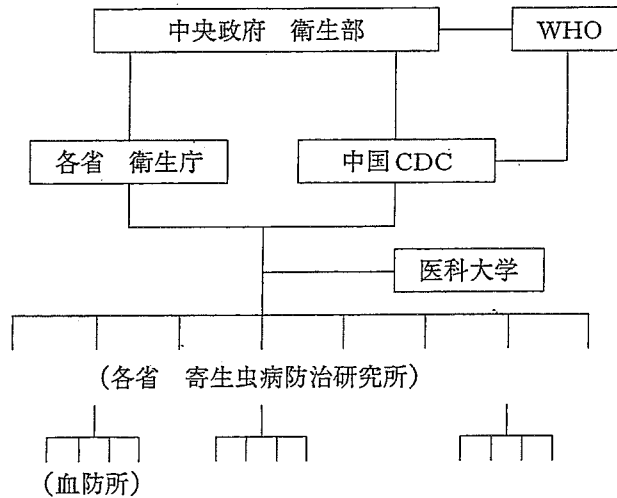 中央政府　衛生部
WHO
各省　衛生庁
中国CDC
医科大学
(各省　寄生虫病防治研究所)
(血防所)